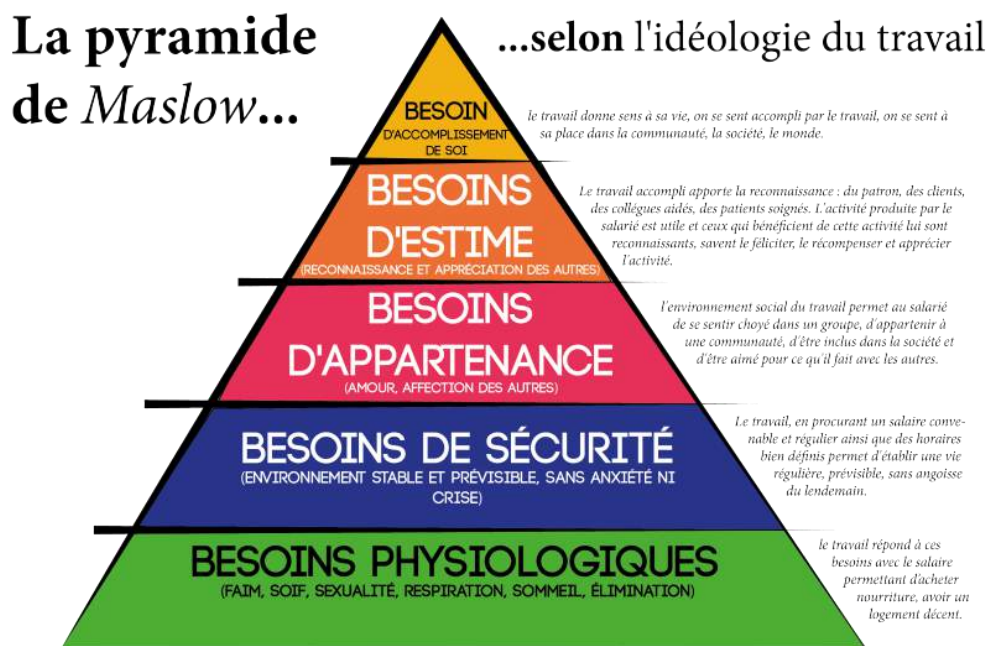 La pyramide
de Maslow...
...selon l'idéologie du travail
BESOIN
D'ACCOMPLISSEMENT
DE SOI
le travail donne sens à sa vie, on se sent accompli par le travail, on se sent à
sa place dans la communauté, la société, le monde.
BESOINS
D'ESTIME
(RECONNAISSANCE ET APPRÉCIATION DES AUTRES)
Le travail accompli apporte la reconnaissance : du patron, des clients,
des collégues aidés, des patients soignés. L'activité produite par le
salarié est utile et ceux qui bénéficient de cette activité lui sont
reconnaissants, savent le féliciter, le récompenser et apprécier
l'activité.
BESOINS
D'APPARTENANCE
(AMOUR, AFFECTION DES AUTRES)
l'environnement social du travail permet au salarié
de se sentir choyé dans un groupe, d'appartenir à
une communauté, d'être inclus dans la société et
d'être aimé pour ce qu'il fait avec les autres.
BESOINS DE SÉCURITÉ
(ENVIRONNEMENT STABLE ET PRÉVISIBLE, SANS ANXIÉTÉ NI
CRISE)
Le travail, en procurant un salaire conve-
nable et régulier ainsi que des horaires
bien définis permet d'établir une vie
régulière, prévisible, sans angoisse
du lendemain.
BESOINS PHYSIOLOGIQUES
(FAIM, SOIF, SEXUALITÉ, RESPIRATION, SOMMEIL, ÉLIMINATION)
le travail répond à ces
besoins avec le salaire
permettant d'acheter
nourriture, avoir un
logement décent.